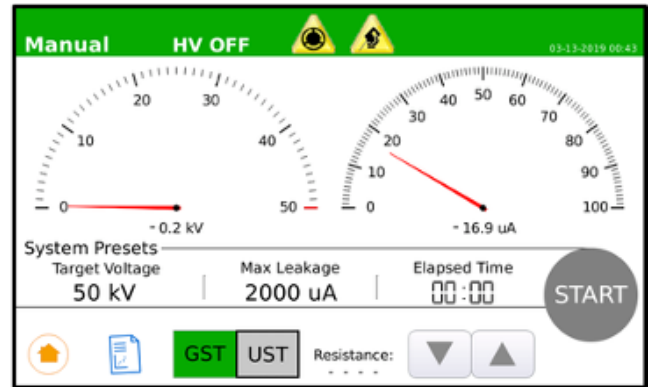 Manual HV OFF 03-13-2019 00:43
0 10 20 30 40 50
- 0.2 kV
0 10 20 30 40 50 60 70 80 90 100
- 16.9 uA
System Presets
Target Voltage Max Leakage Elapsed Time
50 kV 2000 uA 00:00
START
GST UST Resistance:
- - - -